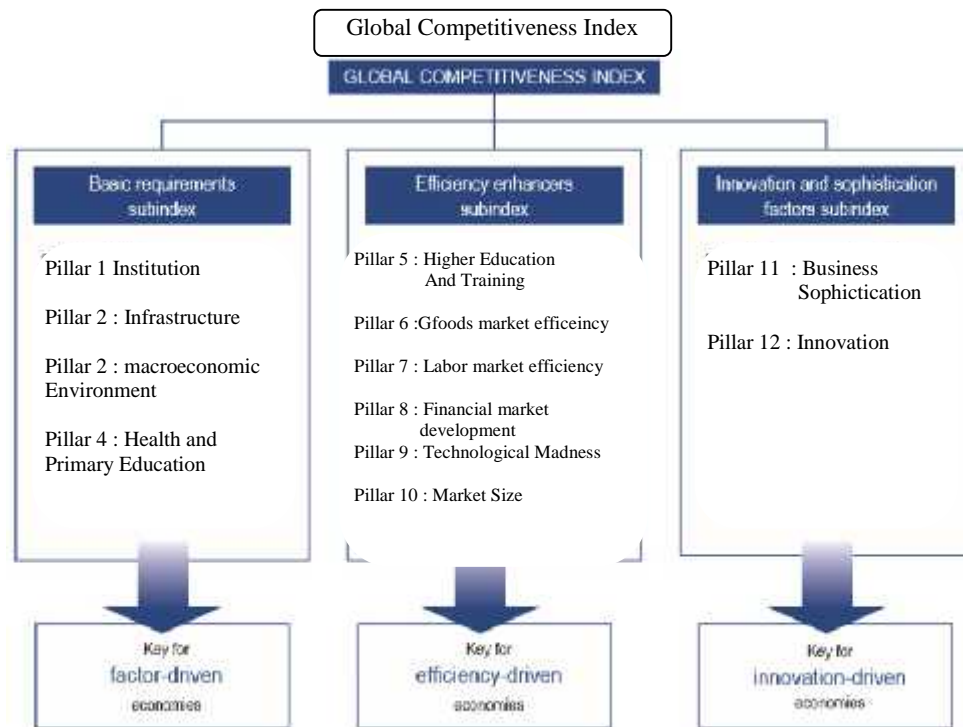 Global Competitiveness Index
GLOBAL COMPETITIVENESS INDEX
Basic requirements
subindex
Pillar 1 Institution
Pillar 2 : Infrastructure
Pillar 2 : macroeconomic
Environment
Pillar 4 : Health and
Primary Education
Key for
factor-driven
economies
Efficiency enhancers
subindex
Pillar 5 : Higher Education
And Training
Pillar 6 :Gfoods market efficeincy
Pillar 7 : Labor market efficiency
Pillar 8 : Financial market
development
Pillar 9 : Technological Madness
Pillar 10 : Market Size
Key for
efficiency-driven
economies
Innovation and sophistication
factors subindex
Pillar 11 : Business
Sophictication
Pillar 12 : Innovation
Key for
innovation-driven
economies